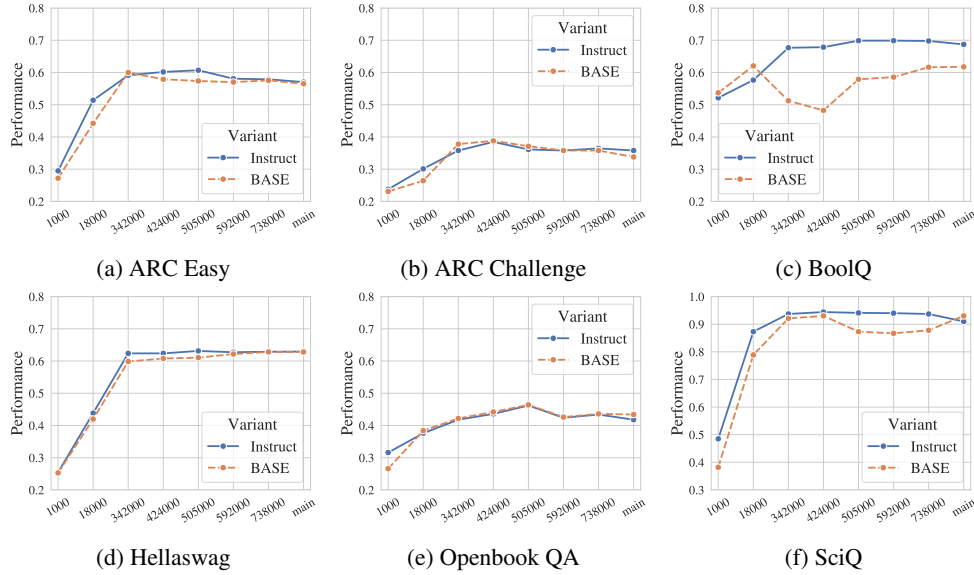 0.8
0.7
0.6
0.5
0.4
0.3
0.2
Performance
Variant
Instruct
BASE
1000
18000
342000
424000
505000
592000
738000
main
(a) ARC Easy
0.8
0.7
0.6
0.5
0.4
0.3
0.2
Performance
Variant
Instruct
BASE
1000
18000
342000
424000
505000
592000
738000
main
(b) ARC Challenge
0.8
0.7
0.6
0.5
0.4
0.3
0.2
Performance
Variant
Instruct
BASE
1000
18000
342000
424000
505000
592000
738000
main
(c) BoolQ
0.8
0.7
0.6
0.5
0.4
0.3
0.2
Performance
Variant
Instruct
BASE
1000
18000
342000
424000
505000
592000
738000
main
(d) Hellaswag
0.8
0.7
0.6
0.5
0.4
0.3
0.2
Performance
Variant
Instruct
BASE
1000
18000
342000
424000
505000
592000
738000
main
(e) Openbook QA
1.0
0.9
0.8
0.7
0.6
0.5
0.4
0.3
Performance
Variant
Instruct
BASE
1000
18000
342000
424000
505000
592000
738000
main
(f) SciQ